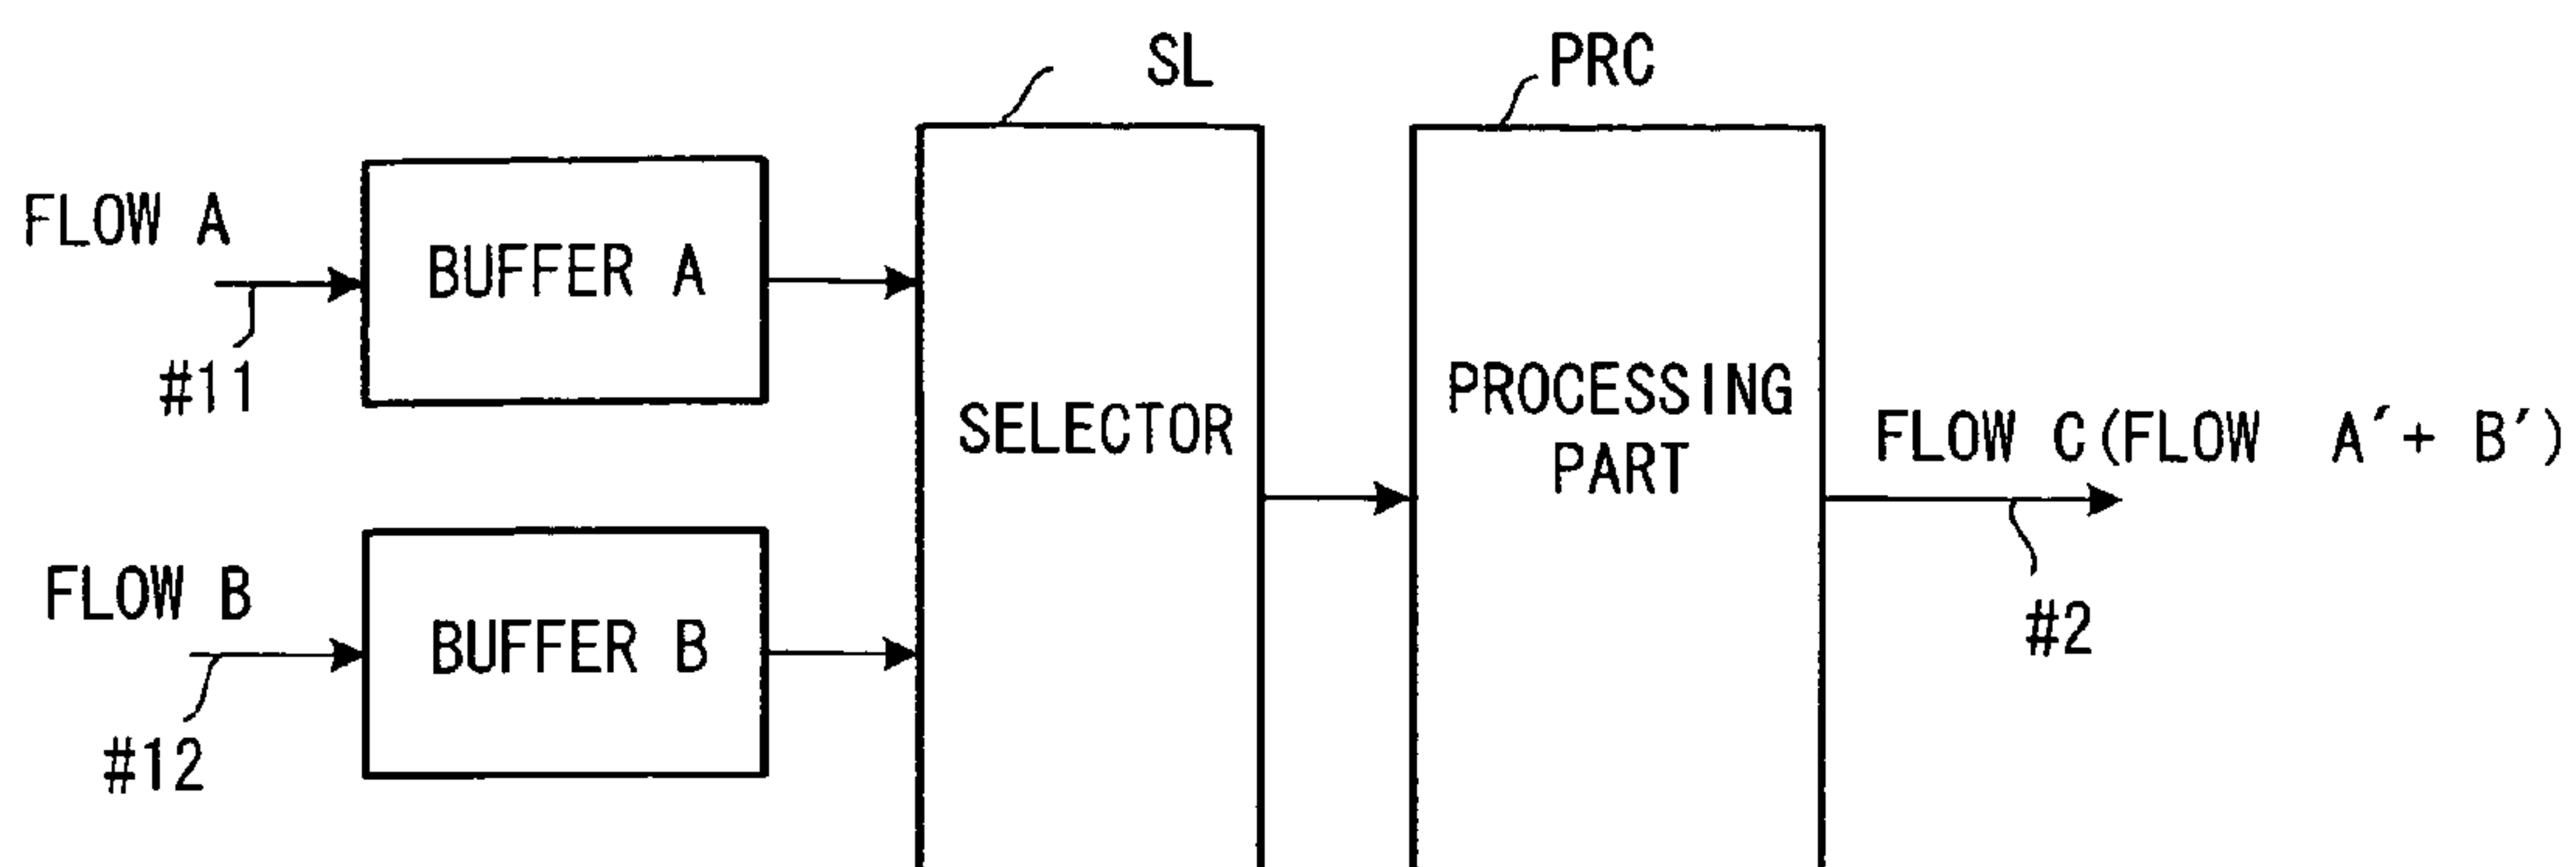 SL
PRC
FLOW A
BUFFER A
#11
SELECTOR
PROCESSING
PART
FLOW C(FLOW A′+ B′)
FLOW B
BUFFER B
#2
#12